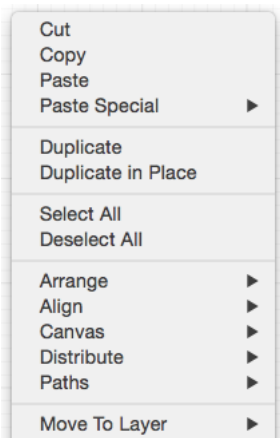 Cut
Copy
Paste
Paste Special
Duplicate
Duplicate in Place
Select All
Deselect All
Arrange
Align
Canvas
Distribute
Paths
Move To Layer